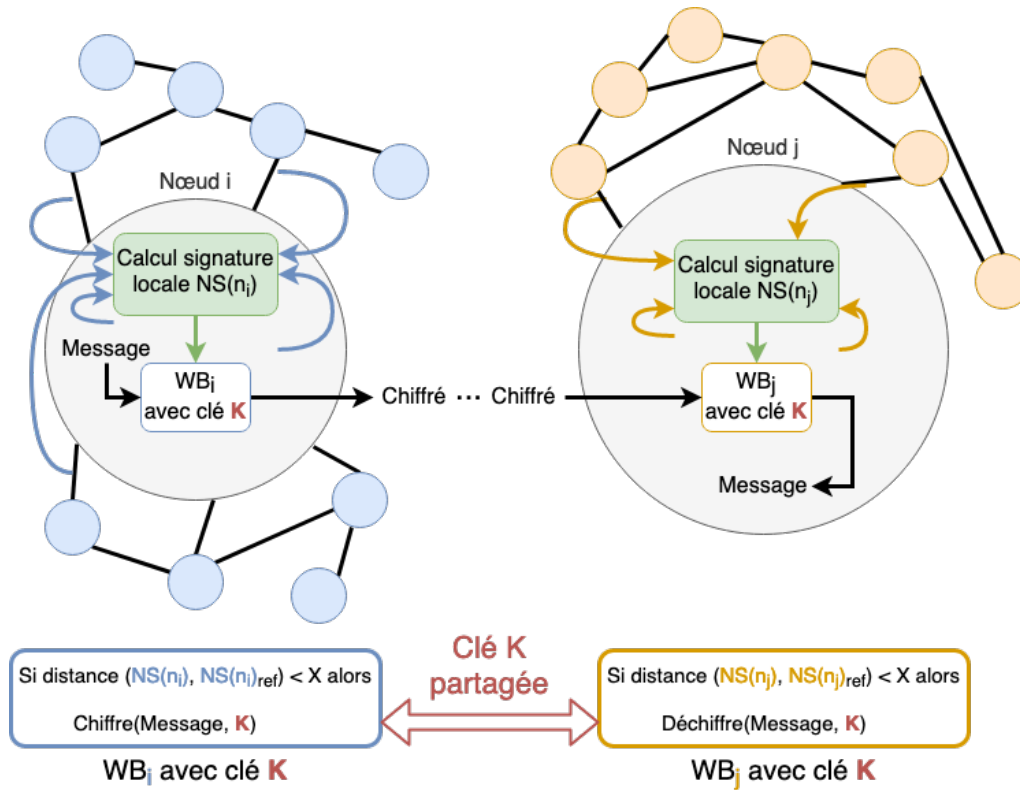 Nœud i
Calcul signature
locale NS(nᵢ)
Message
WBᵢ
avec clé K
Chiffré ... Chiffré
Nœud j
Calcul signature
locale NS(nⱼ)
WBⱼ
avec clé K
Message
Clé K
partagée
Si distance (NS(nᵢ), NS(nᵢ)ref) < X alors
Chiffre(Message, K)
WBᵢ avec clé K
Si distance (NS(nⱼ), NS(nⱼ)ref) < X alors
Déchiffre(Message, K)
WBⱼ avec clé K